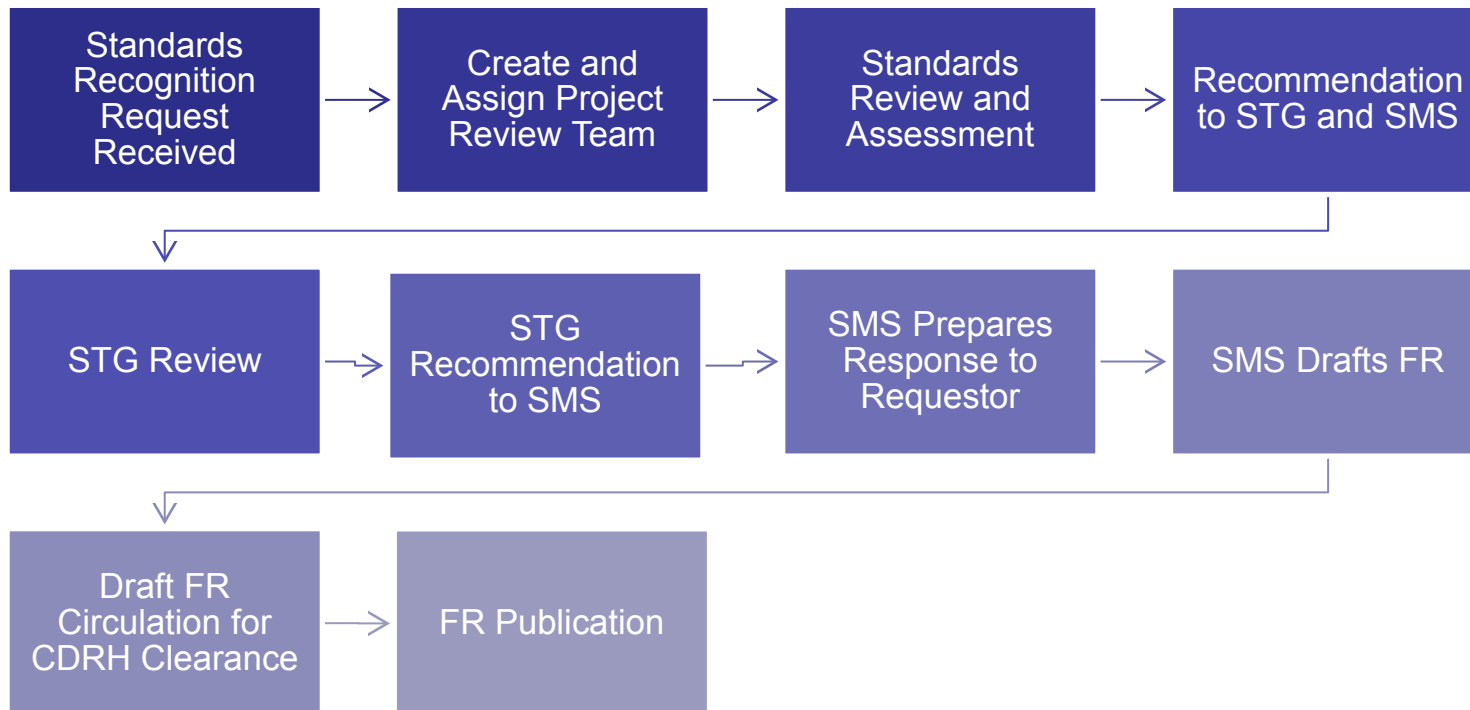 Standards
Recognition
Request
Received
Create and
Assign Project
Review Team
Standards
Review and
Assessment
Recommendation
to STG and SMS
STG Review
STG
Recommendation
to SMS
SMS Prepares
Response to
Requestor
SMS Drafts FR
Draft FR
Circulation for
CDRH Clearance
FR Publication